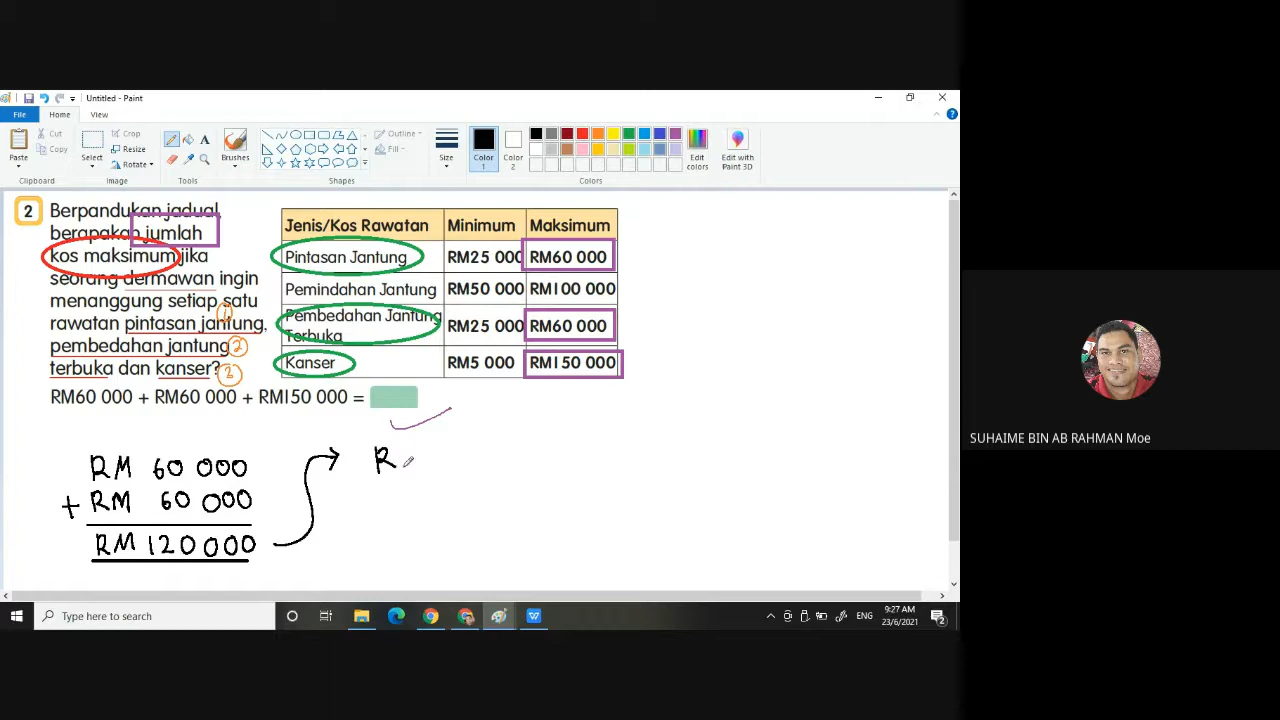 Untitled - Paint
File Home View
Paste
Cut
Copy
Clipboard
Select
Crop
Resize
Rotate
Image
Tools
Brushes
Shapes
Outline
Fill
Size
Color
1
Color
2
Colors
Edit
colors
Edit with
Paint 3D
2
Berpandukan jadual,
berapakah jumlah
kos maksimum jika
seorang dermawan ingin
menanggung setiap satu
rawatan pintasan jantung,
pembedahan jantung
terbuka dan kanser?
1
2
3
Jenis/Kos Rawatan Minimum Maksimum
Pintasan Jantung RM25 000 RM60 000
Pemindahan Jantung RM50 000 RM100 000
Pembedahan Jantung
Terbuka RM25 000 RM60 000
Kanser RM5 000 RM150 000
RM60 000 + RM60 000 + RM150 000 =
RM 60 000
+ RM 60 000
RM 120 000
R
SUHAIME BIN AB RAHMAN Moe
Type here to search
ENG
9:27 AM
23/6/2021
2